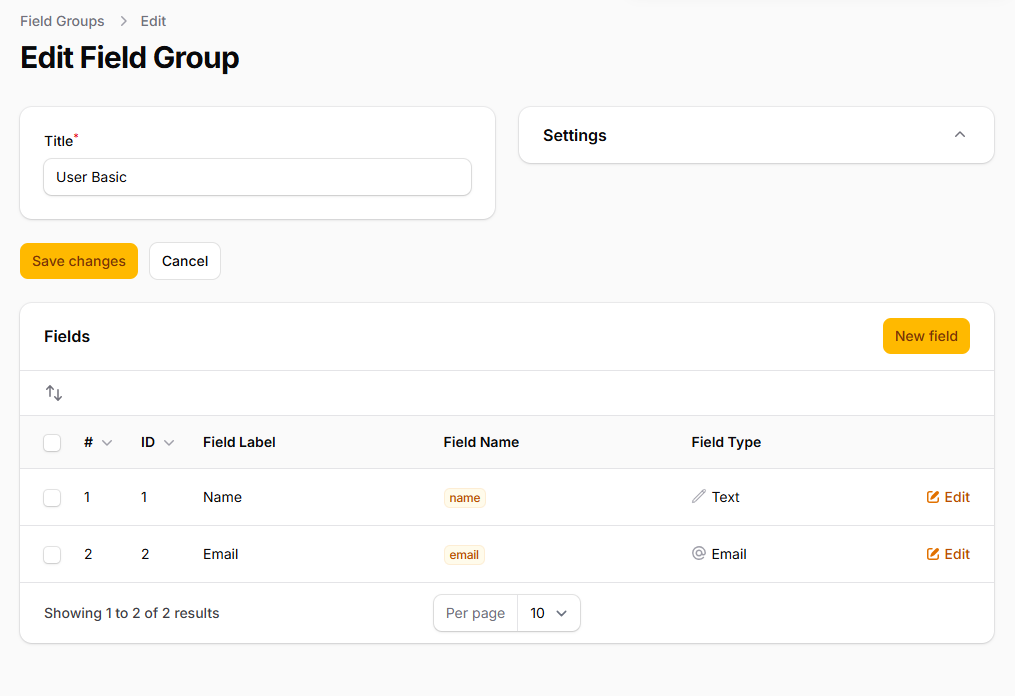 Field Groups > Edit
Edit Field Group
Title*
Settings
User Basic
Save changes
Cancel
Fields
New field
# ID Field Label Field Name Field Type
1 1 Name name Text Edit
2 2 Email email @ Email Edit
Showing 1 to 2 of 2 results
Per page 10